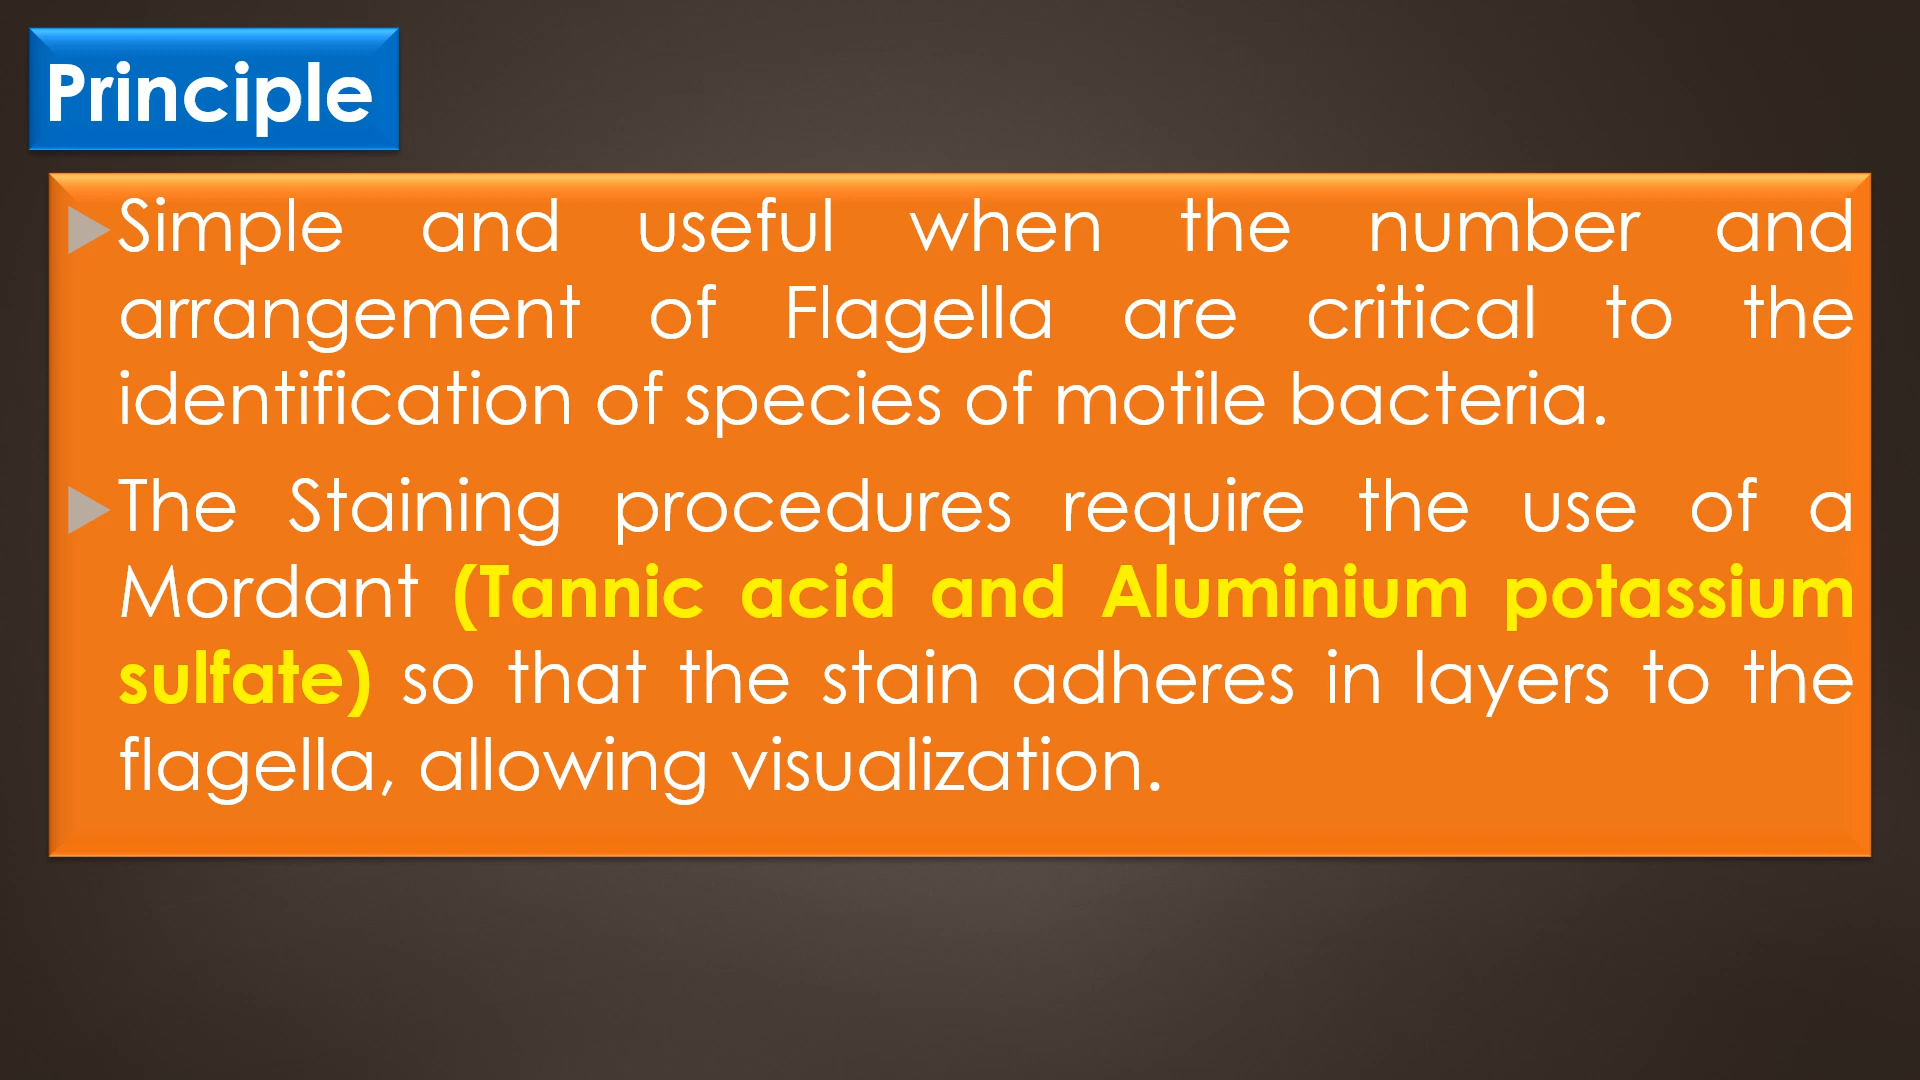 Principle
Simple and useful when the number and
arrangement of Flagella are critical to the
identification of species of motile bacteria.
The Staining procedures require the use of a
Mordant (Tannic acid and Aluminium potassium
sulfate) so that the stain adheres in layers to the
flagella, allowing visualization.